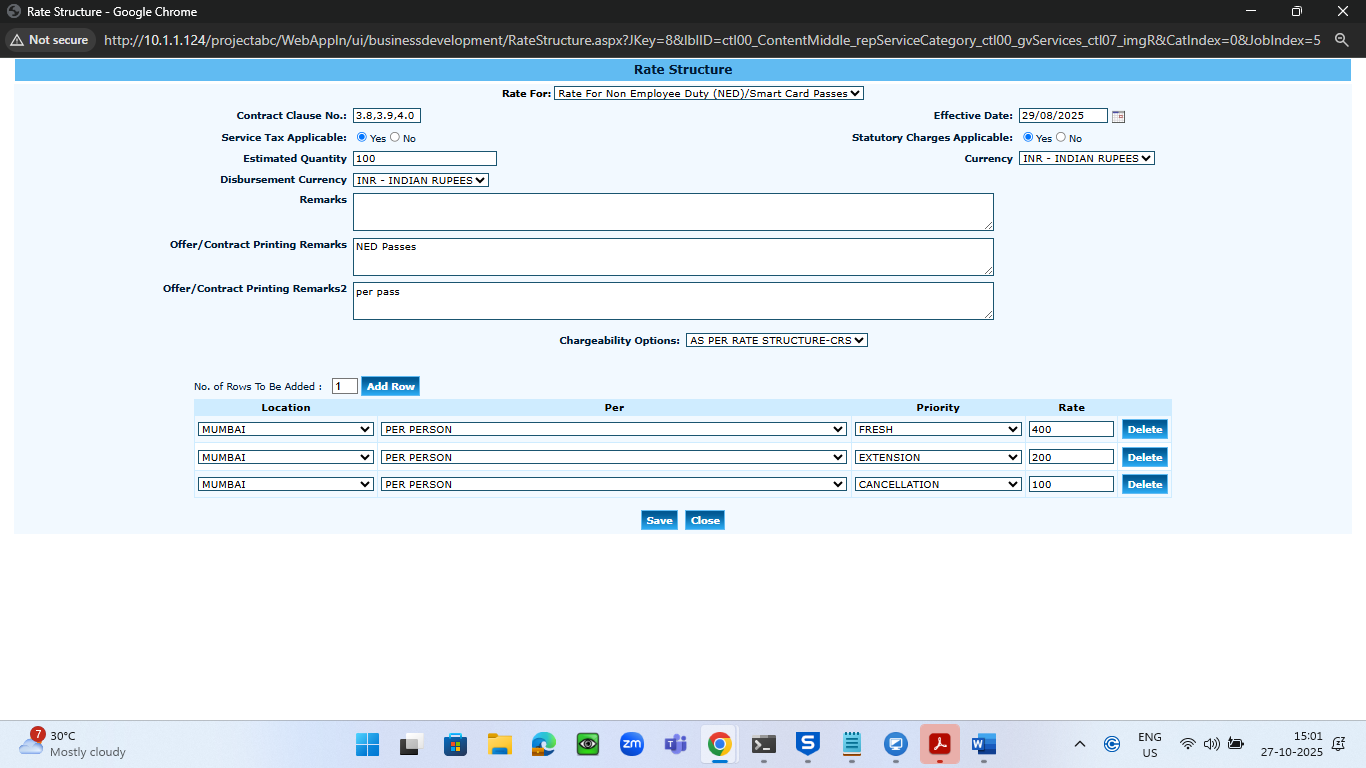 Rate Structure - Google Chrome
Not secure http://10.1.1.124/projectabc/WebAppIn/ui/businessdevelopment/RateStructure.aspx?JKey=8&lblID=ctl00_ContentMiddle_repServiceCategory_ctl00_gvServices_ctl07_imgR&CatIndex=0&JobIndex=5
Rate Structure
Rate For: Rate For Non Employee Duty (NED)/Smart Card Passes
Contract Clause No.: 3.8,3.9,4.0 Effective Date: 29/08/2025
Service Tax Applicable: Yes No Statutory Charges Applicable: Yes No
Estimated Quantity 100 Currency INR - INDIAN RUPEES
Disbursement Currency INR - INDIAN RUPEES
Remarks
Offer/Contract Printing Remarks NED Passes
Offer/Contract Printing Remarks2 per pass
Chargeability Options: AS PER RATE STRUCTURE-CRS
No. of Rows To Be Added : 1 Add Row
Location Per Priority Rate
MUMBAI PER PERSON FRESH 400 Delete
MUMBAI PER PERSON EXTENSION 200 Delete
MUMBAI PER PERSON CANCELLATION 100 Delete
Save Close
7 30°C
Mostly cloudy
zm
T
S
W
ENG
US
15:01
27-10-2025